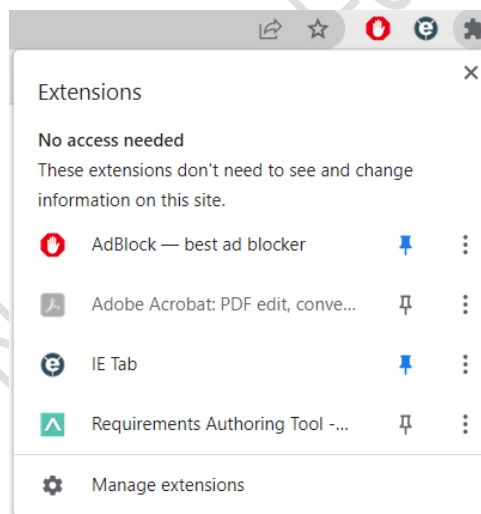 Extensions
No access needed
These extensions don't need to see and change
information on this site.
AdBlock — best ad blocker
Adobe Acrobat: PDF edit, conve...
IE Tab
Requirements Authoring Tool -...
Manage extensions